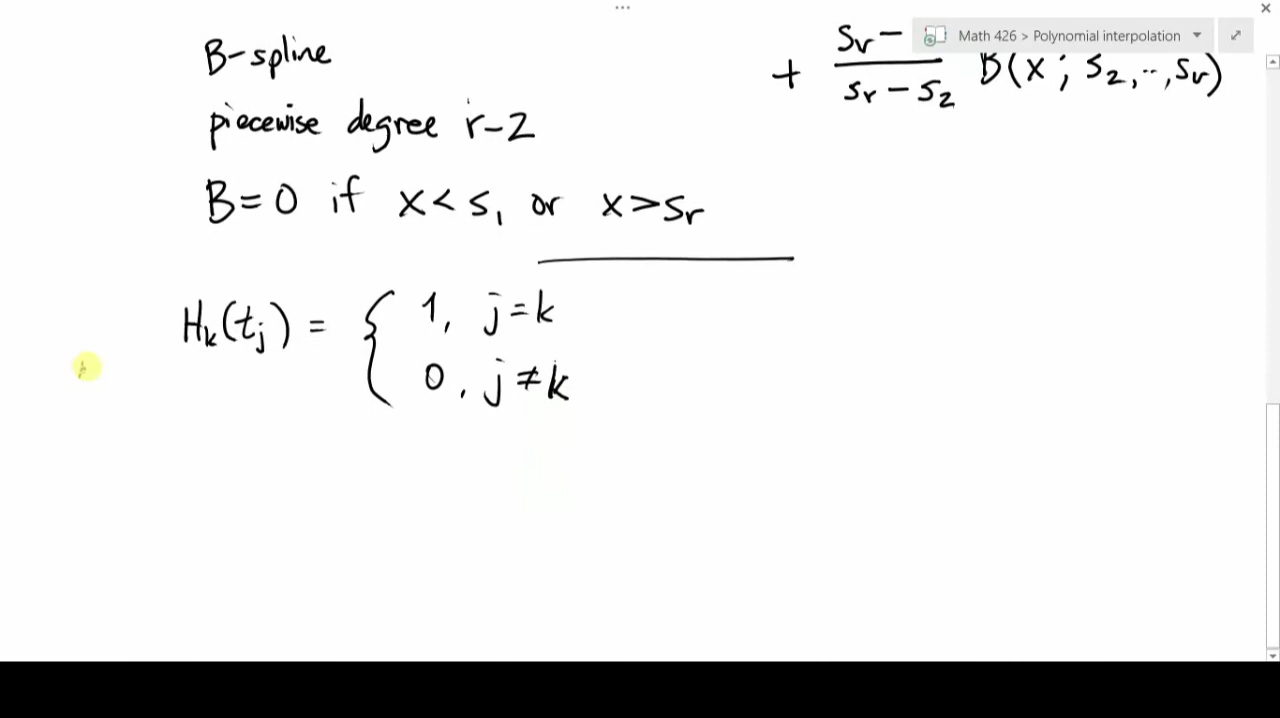 Math 426 > Polynomial interpolation
B-spline
+ (Sr − / Sr − S2) B(x ; S2, ··, Sr)
piecewise degree r-2
B=0 if x<S1 or x>Sr
Hk(tj) = { 1, j=k
0, j≠k